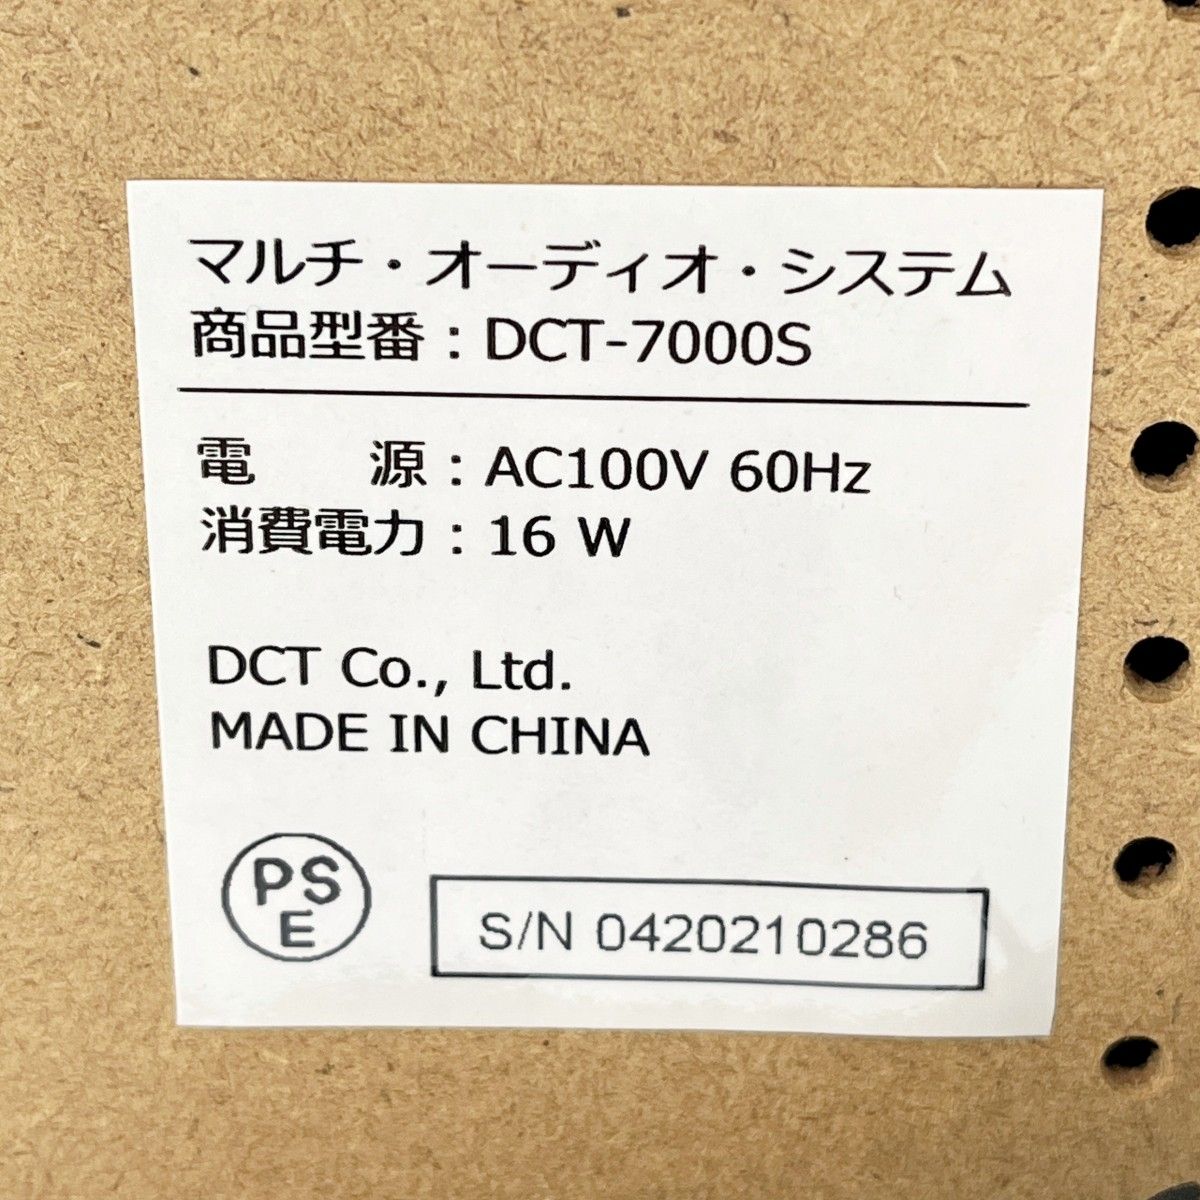 マルチ・オーディオ・システム
商品型番：DCT-7000S
電　　源：AC100V 60Hz
消費電力：16 W
DCT Co., Ltd.
MADE IN CHINA
PS
E
S/N 0420210286